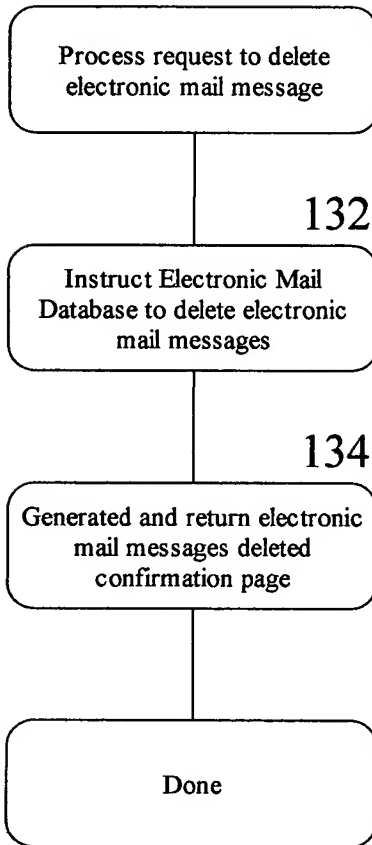 Process request to delete
electronic mail message
132
Instruct Electronic Mail
Database to delete electronic
mail messages
134
Generated and return electronic
mail messages deleted
confirmation page
Done